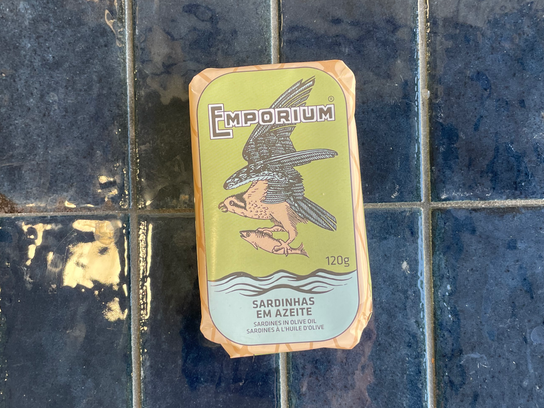 EMPORIUM®
120g
SARDINHAS
EM AZEITE
SARDINES IN OLIVE OIL
SARDINES À L'HUILE D'OLIVE